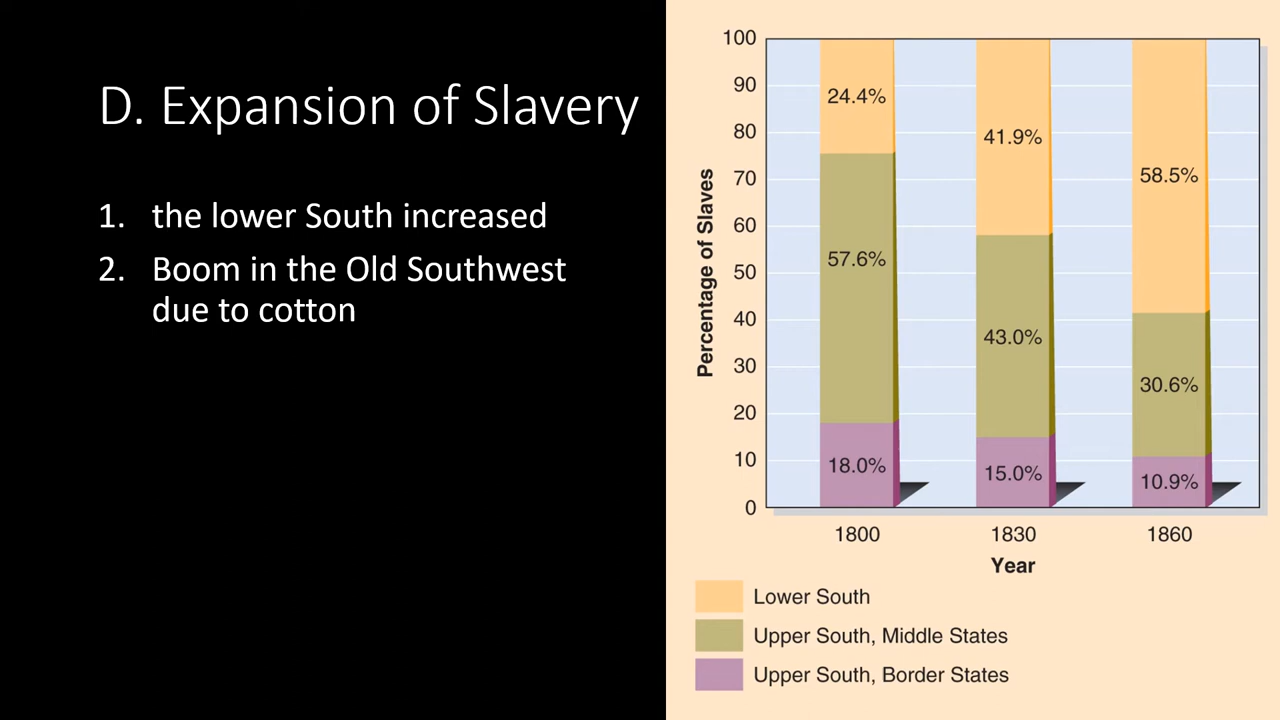 D. Expansion of Slavery
1. the lower South increased
2. Boom in the Old Southwest
due to cotton
Percentage of Slaves
100
90
80
70
60
50
40
30
20
10
0
24.4%
57.6%
18.0%
41.9%
43.0%
15.0%
58.5%
30.6%
10.9%
1800 1830 1860
Year
Lower South
Upper South, Middle States
Upper South, Border States